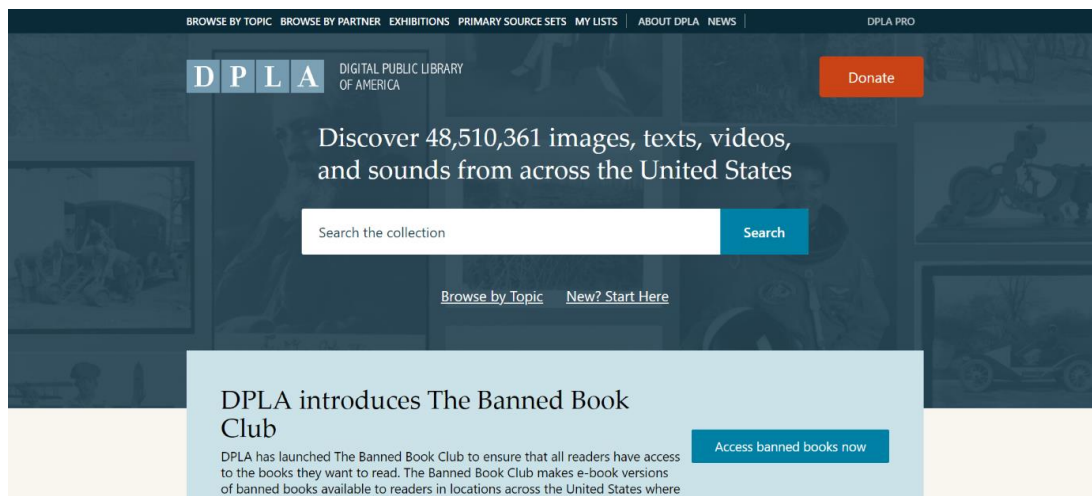 BROWSE BY TOPIC BROWSE BY PARTNER EXHIBITIONS PRIMARY SOURCE SETS MY LISTS ABOUT DPLA NEWS DPLA PRO
DPLA DIGITAL PUBLIC LIBRARY
OF AMERICA
Donate
Discover 48,510,361 images, texts, videos,
and sounds from across the United States
Search the collection Search
Browse by Topic New? Start Here
DPLA introduces The Banned Book
Club
DPLA has launched The Banned Book Club to ensure that all readers have access
to the books they want to read. The Banned Book Club makes e-book versions
of banned books available to readers in locations across the United States where
Access banned books now